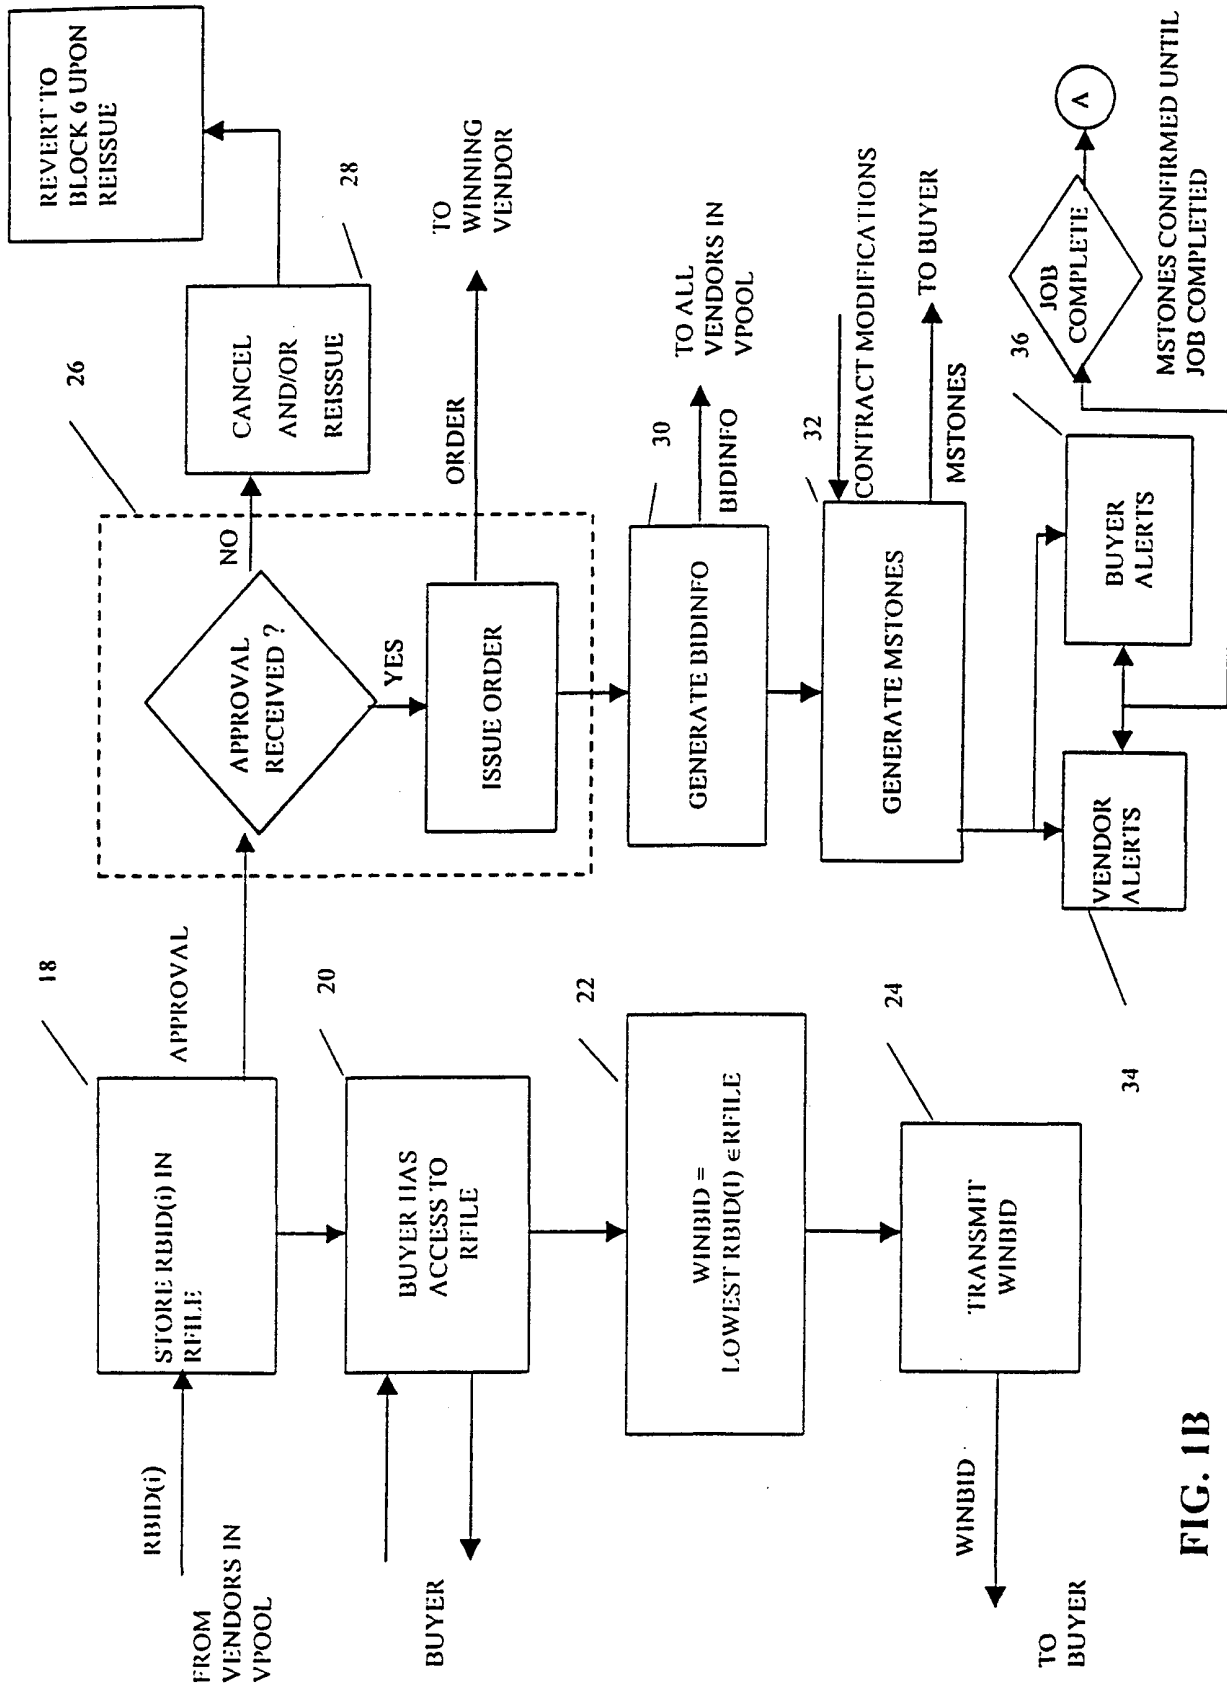 FROM
VENDORS IN
VPOOL
RBID(i)
STORE RBID(i) IN
RFILE
18
APPROVAL
BUYER
BUYER HAS
ACCESS TO
RFILE
20
WINBID =
LOWEST RBID(I) ∈ RFILE
22
TO
BUYER
WINBID
TRANSMIT
WINBID
24
26
APPROVAL
RECEIVED ?
NO
YES
CANCEL
AND/OR
REISSUE
28
REVERT TO
BLOCK 6 UPON
REISSUE
ISSUE ORDER
ORDER
TO
WINNING
VENDOR
GENERATE BIDINFO
30
BIDINFO
TO ALL
VENDORS IN
VPOOL
GENERATE MSTONES
32
CONTRACT MODIFICATIONS
MSTONES
TO BUYER
VENDOR
ALERTS
34
BUYER
ALERTS
36
JOB
COMPLETE
A
MSTONES CONFIRMED UNTIL
JOB COMPLETED
FIG. 1B